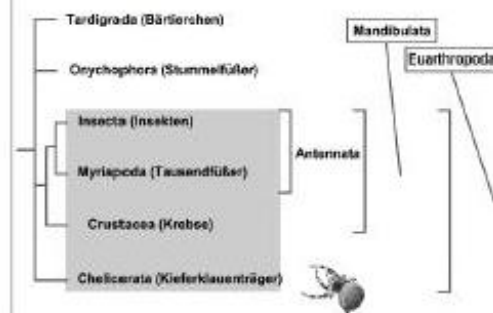 Tardigrada (Bärtierchen)
Mandibulata
Euarthropoda
Onychophora (Stummelfüßer)
Insecta (Insekten)
Antennata
Myriapoda (Tausendfüßer)
Crustacea (Krebse)
Chelicerata (Kieferklauenträger)